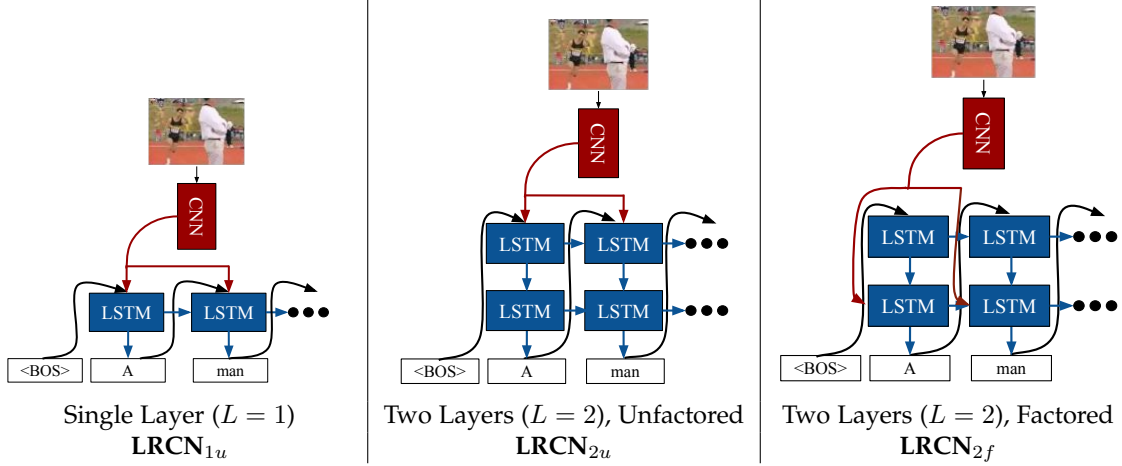 CNN
LSTM
LSTM
<BOS>
A
man
Single Layer (L = 1)
LRCN1u
CNN
LSTM
LSTM
LSTM
LSTM
<BOS>
A
man
Two Layers (L = 2), Unfactored
LRCN2u
CNN
LSTM
LSTM
LSTM
LSTM
<BOS>
A
man
Two Layers (L = 2), Factored
LRCN2f